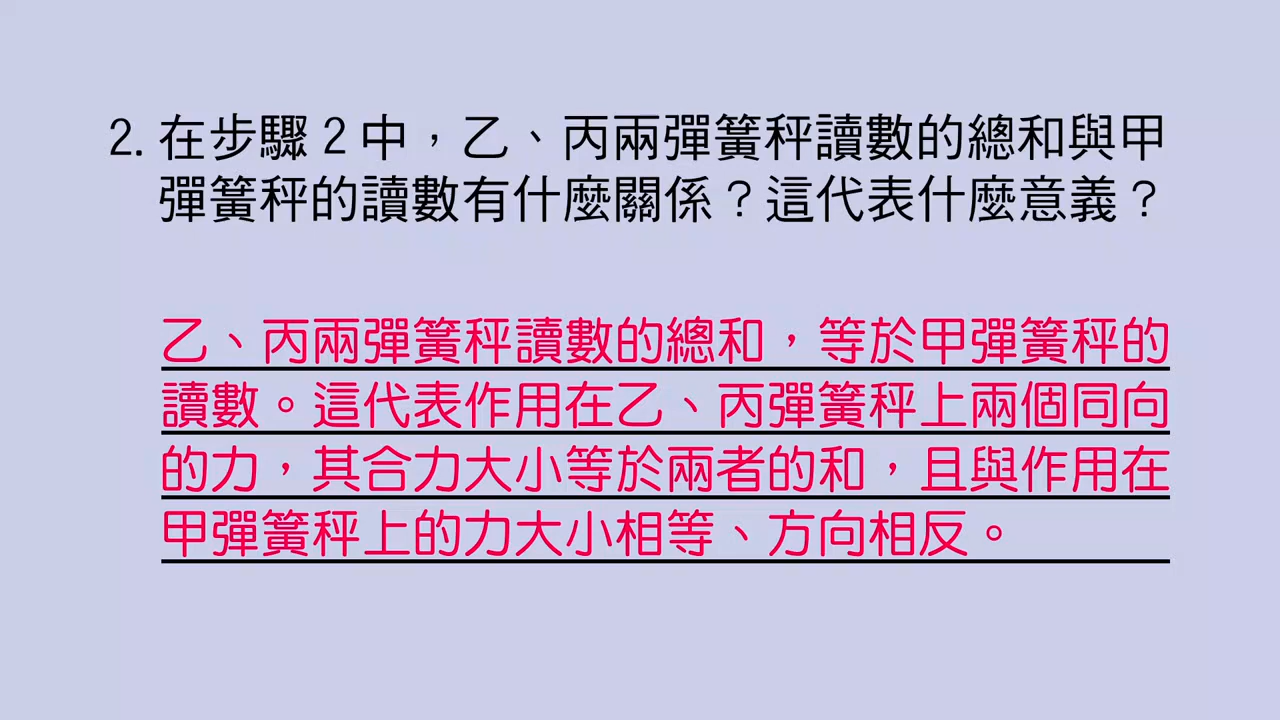 2. 在步驟 2 中，乙、丙兩彈簧秤讀數的總和與甲
彈簧秤的讀數有什麼關係？這代表什麼意義？
乙、丙兩彈簧秤讀數的總和，等於甲彈簧秤的
讀數。這代表作用在乙、丙彈簧秤上兩個同向
的力，其合力大小等於兩者的和，且與作用在
甲彈簧秤上的力大小相等、方向相反。